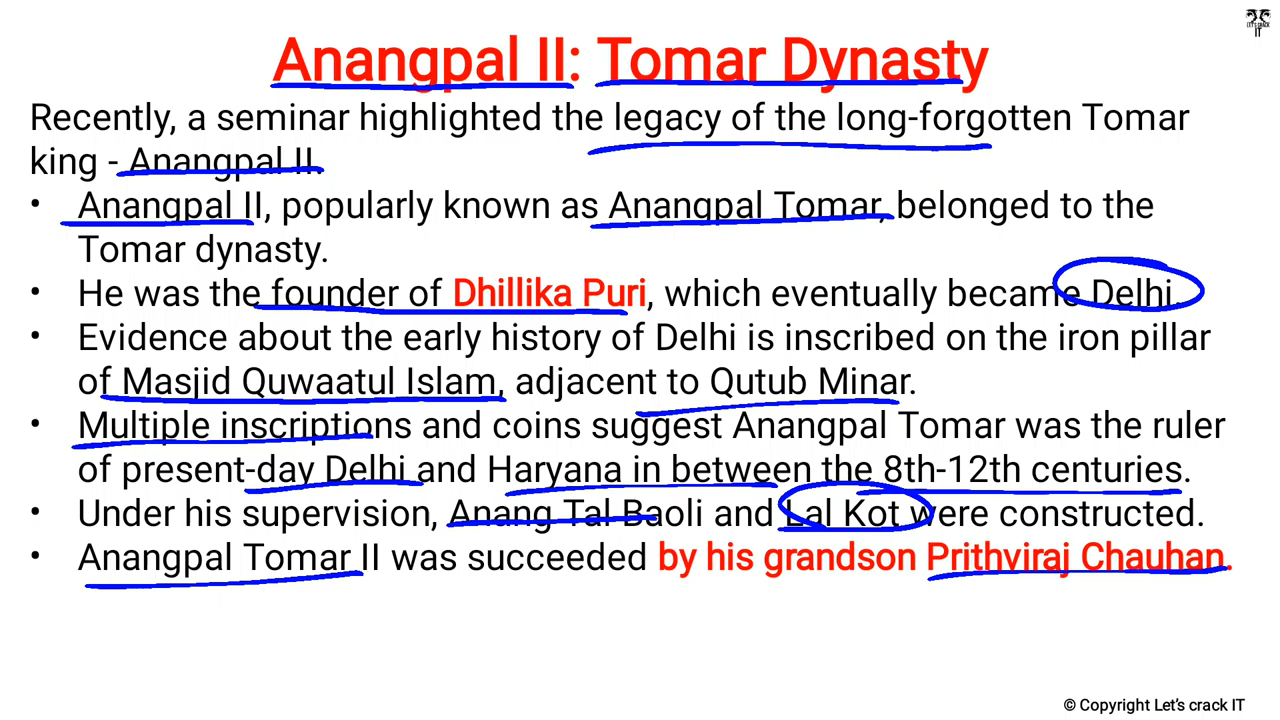 LET'S CRACK
IT
Anangpal II: Tomar Dynasty
Recently, a seminar highlighted the legacy of the long-forgotten Tomar
king - Anangpal II.
• Anangpal II, popularly known as Anangpal Tomar, belonged to the
Tomar dynasty.
• He was the founder of Dhillika Puri, which eventually became Delhi.
• Evidence about the early history of Delhi is inscribed on the iron pillar
of Masjid Quwaatul Islam, adjacent to Qutub Minar.
• Multiple inscriptions and coins suggest Anangpal Tomar was the ruler
of present-day Delhi and Haryana in between the 8th-12th centuries.
• Under his supervision, Anang Tal Baoli and Lal Kot were constructed.
• Anangpal Tomar II was succeeded by his grandson Prithviraj Chauhan.
© Copyright Let's crack IT